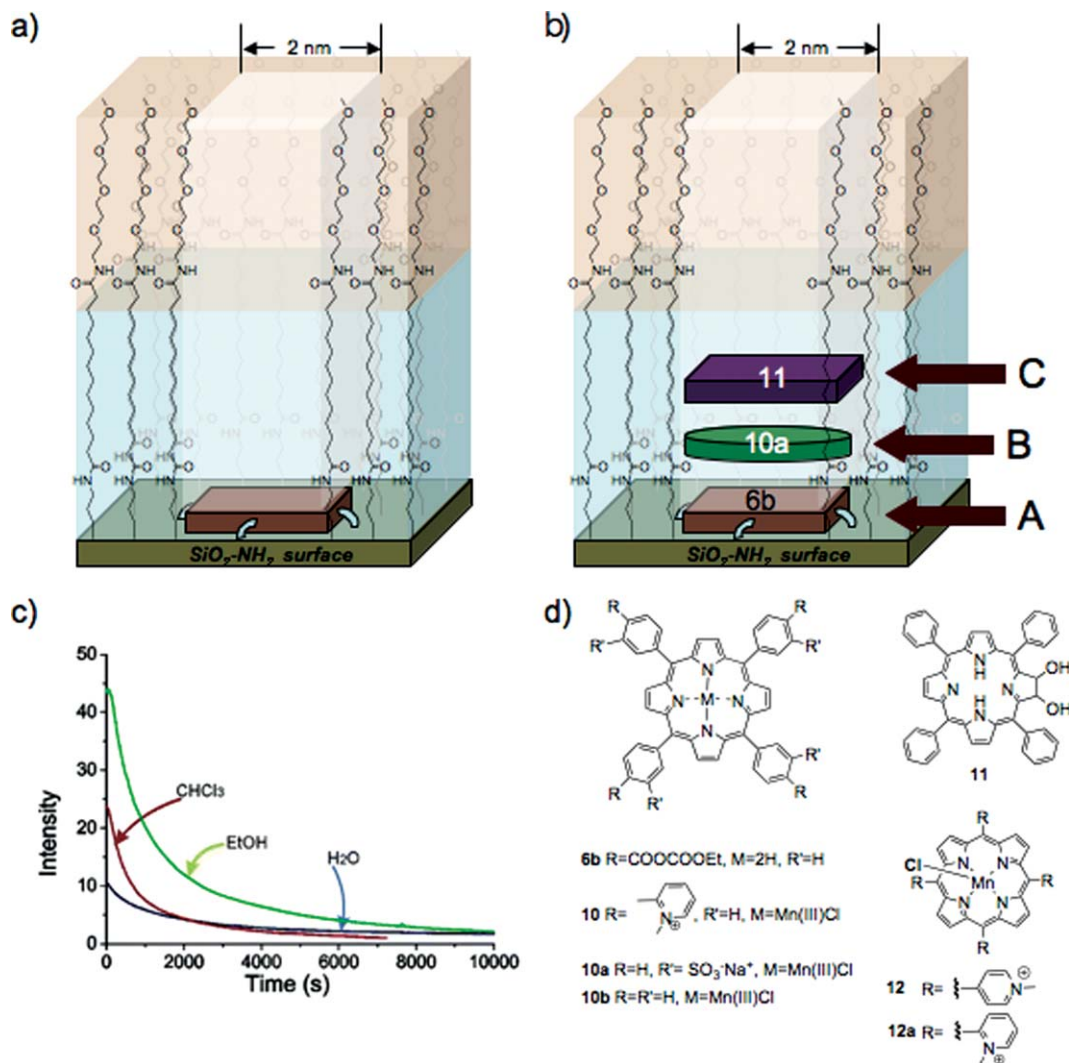 a)
2 nm
SiO2-NH2 surface
b)
2 nm
11
C
10a
B
6b
A
SiO2-NH2 surface
c)
Intensity
50
40
30
20
10
0
CHCl3
EtOH
H2O
0 2000 4000 6000 8000 10000
Time (s)
d)
R R
R' R'
N
N M N
N
R' R'
R R
N
H
N N
H
N
OH
OH
11
6b R=COOCOOEt, M=2H, R'=H
10 R= N+ , R'=H, M=Mn(III)Cl
10a R=H, R'= SO3-Na+, M=Mn(III)Cl
10b R=R'=H, M=Mn(III)Cl
R
Cl N N
R Mn R
N N
R
12 R= N+
12a R= N+